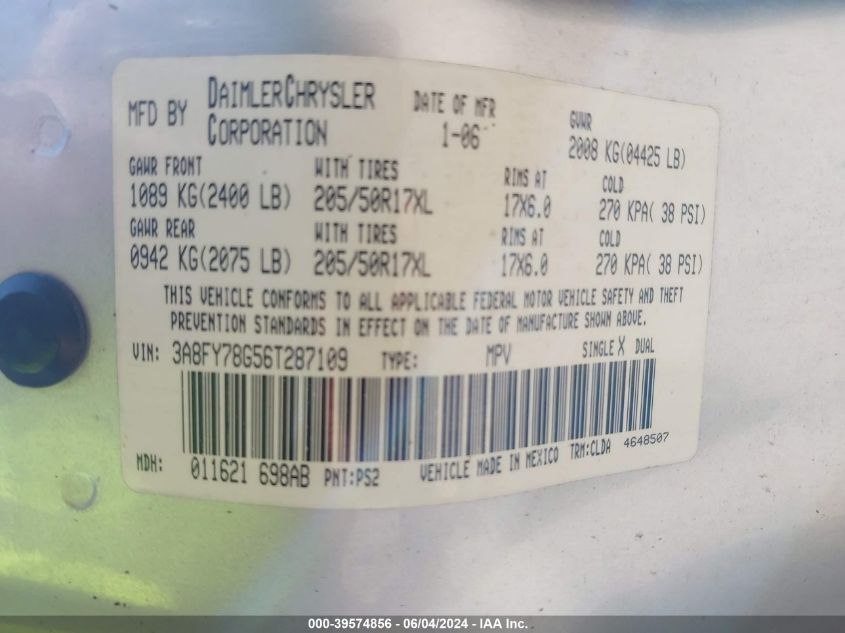 MFD BY DAIMLERCHRYSLER CORPORATION
DATE OF MFR 1-06
GVWR 2008 KG(04425 LB)
GAWR FRONT WITH TIRES RIMS AT COLD
1089 KG(2400 LB) 205/50R17XL 17X6.0 270 KPA( 38 PSI)
GAWR REAR WITH TIRES RIMS AT COLD
0942 KG(2075 LB) 205/50R17XL 17X6.0 270 KPA( 38 PSI)
THIS VEHICLE CONFORMS TO ALL APPLICABLE FEDERAL MOTOR VEHICLE SAFETY AND THEFT
PREVENTION STANDARDS IN EFFECT ON THE DATE OF MANUFACTURE SHOWN ABOVE.
VIN: 3A8FY78G56T287109 TYPE: MPV SINGLE X DUAL
MDH: 011621 698AB PNT:PS2 VEHICLE MADE IN MEXICO TRM:CLDA 4648507
000-39574856 - 06/04/2024 - IAA Inc.